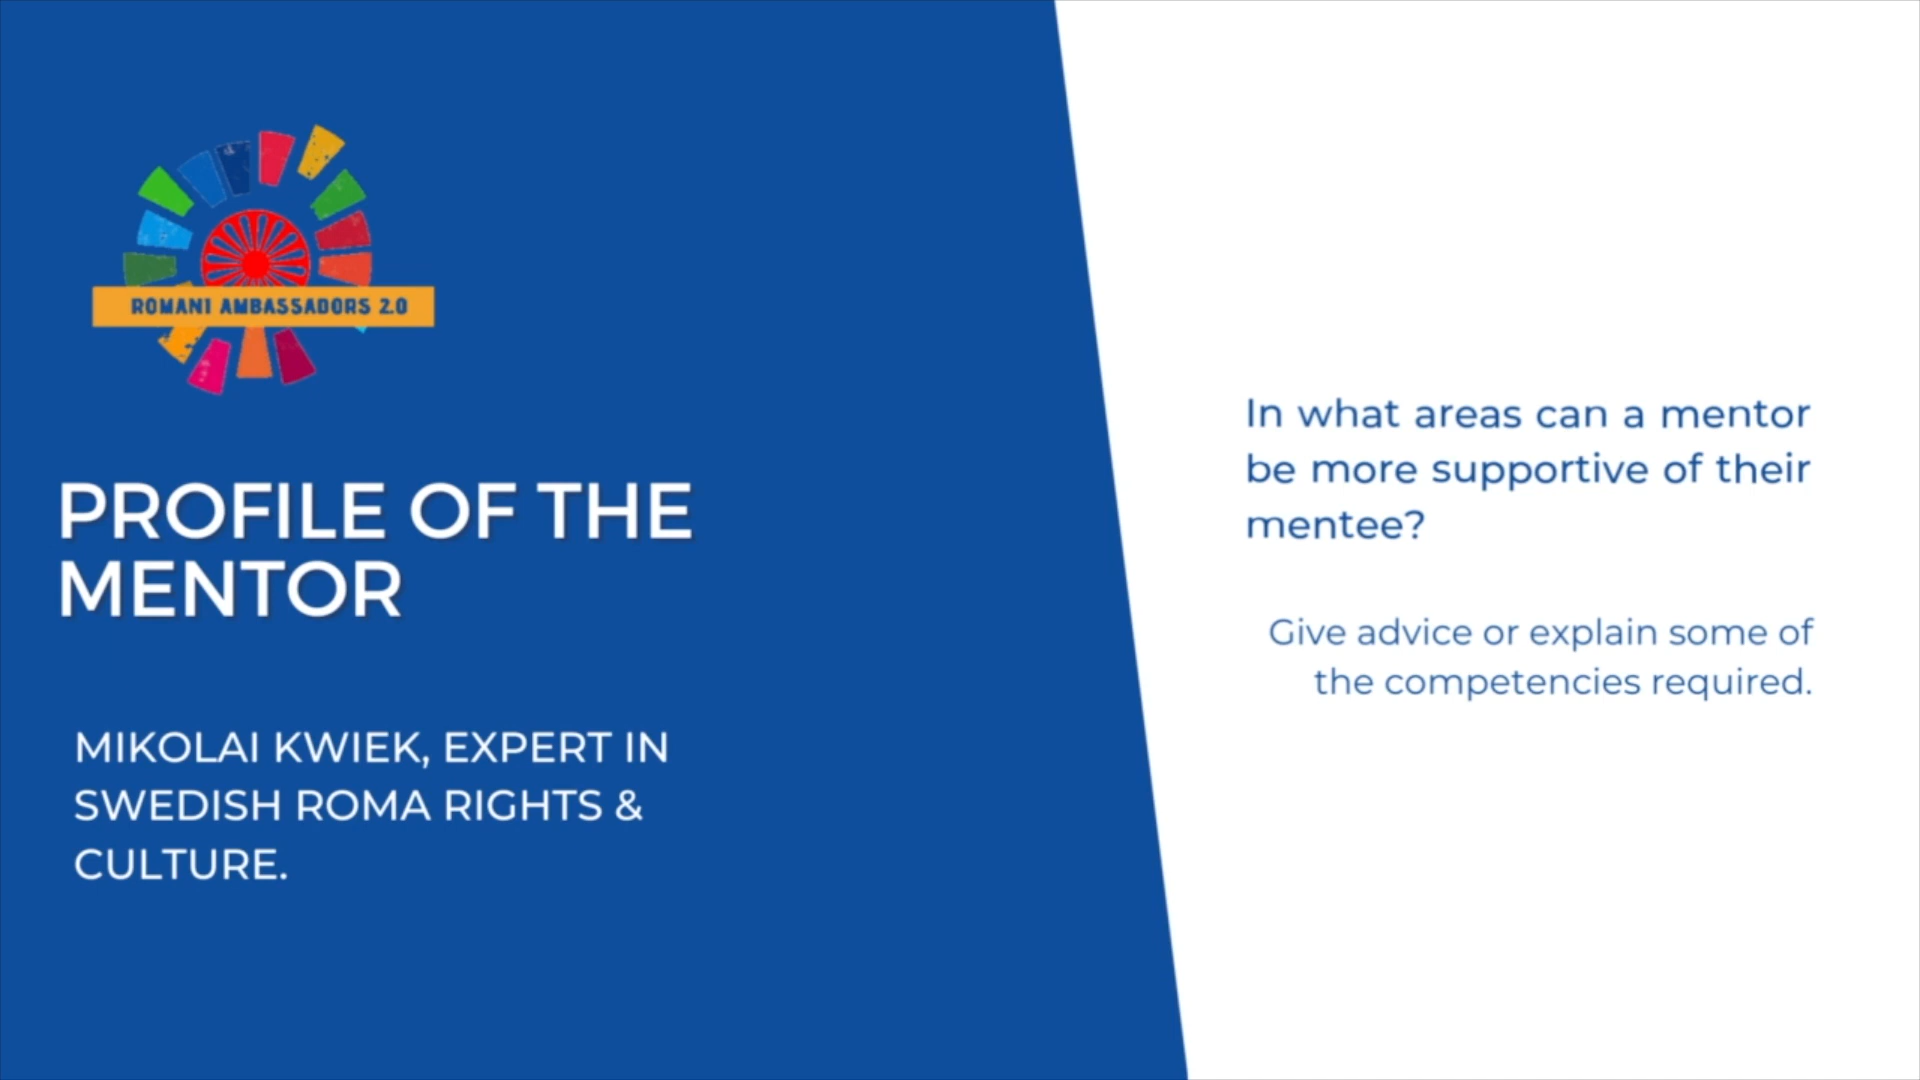 ROMANI AMBASSADORS 2.0
PROFILE OF THE
MENTOR
MIKOLAI KWIEK, EXPERT IN
SWEDISH ROMA RIGHTS &
CULTURE.
In what areas can a mentor
be more supportive of their
mentee?
Give advice or explain some of
the competencies required.